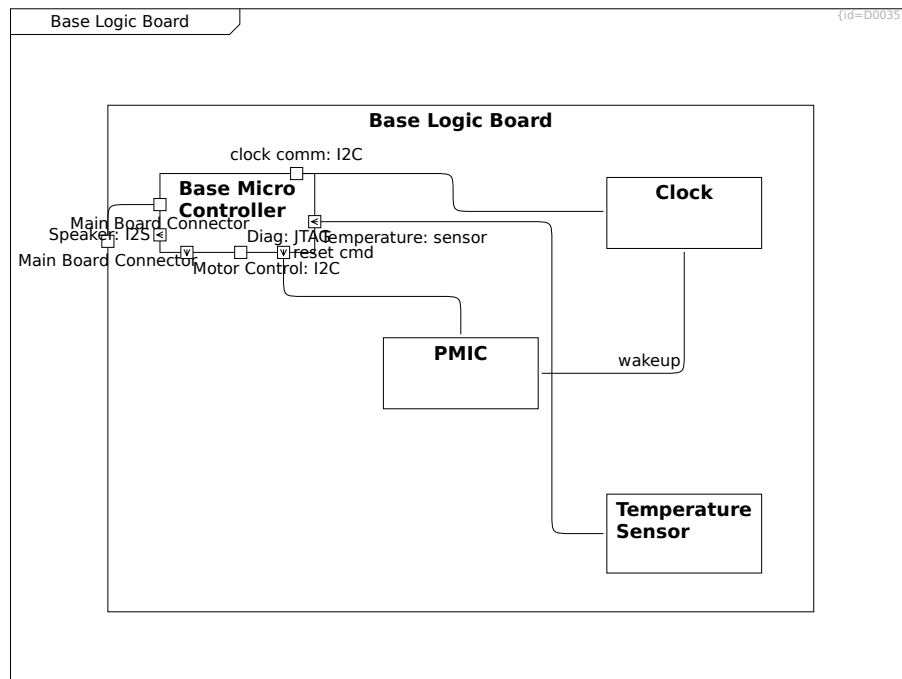 Base Logic Board
{id=D0035
Base Logic Board
clock comm: I2C
Base Micro
Controller
Clock
Main Board Connector
Speaker: I2S
Diag: JTAG
Temperature: sensor
Main Board Connector
reset cmd
Motor Control: I2C
PMIC
wakeup
Temperature
Sensor